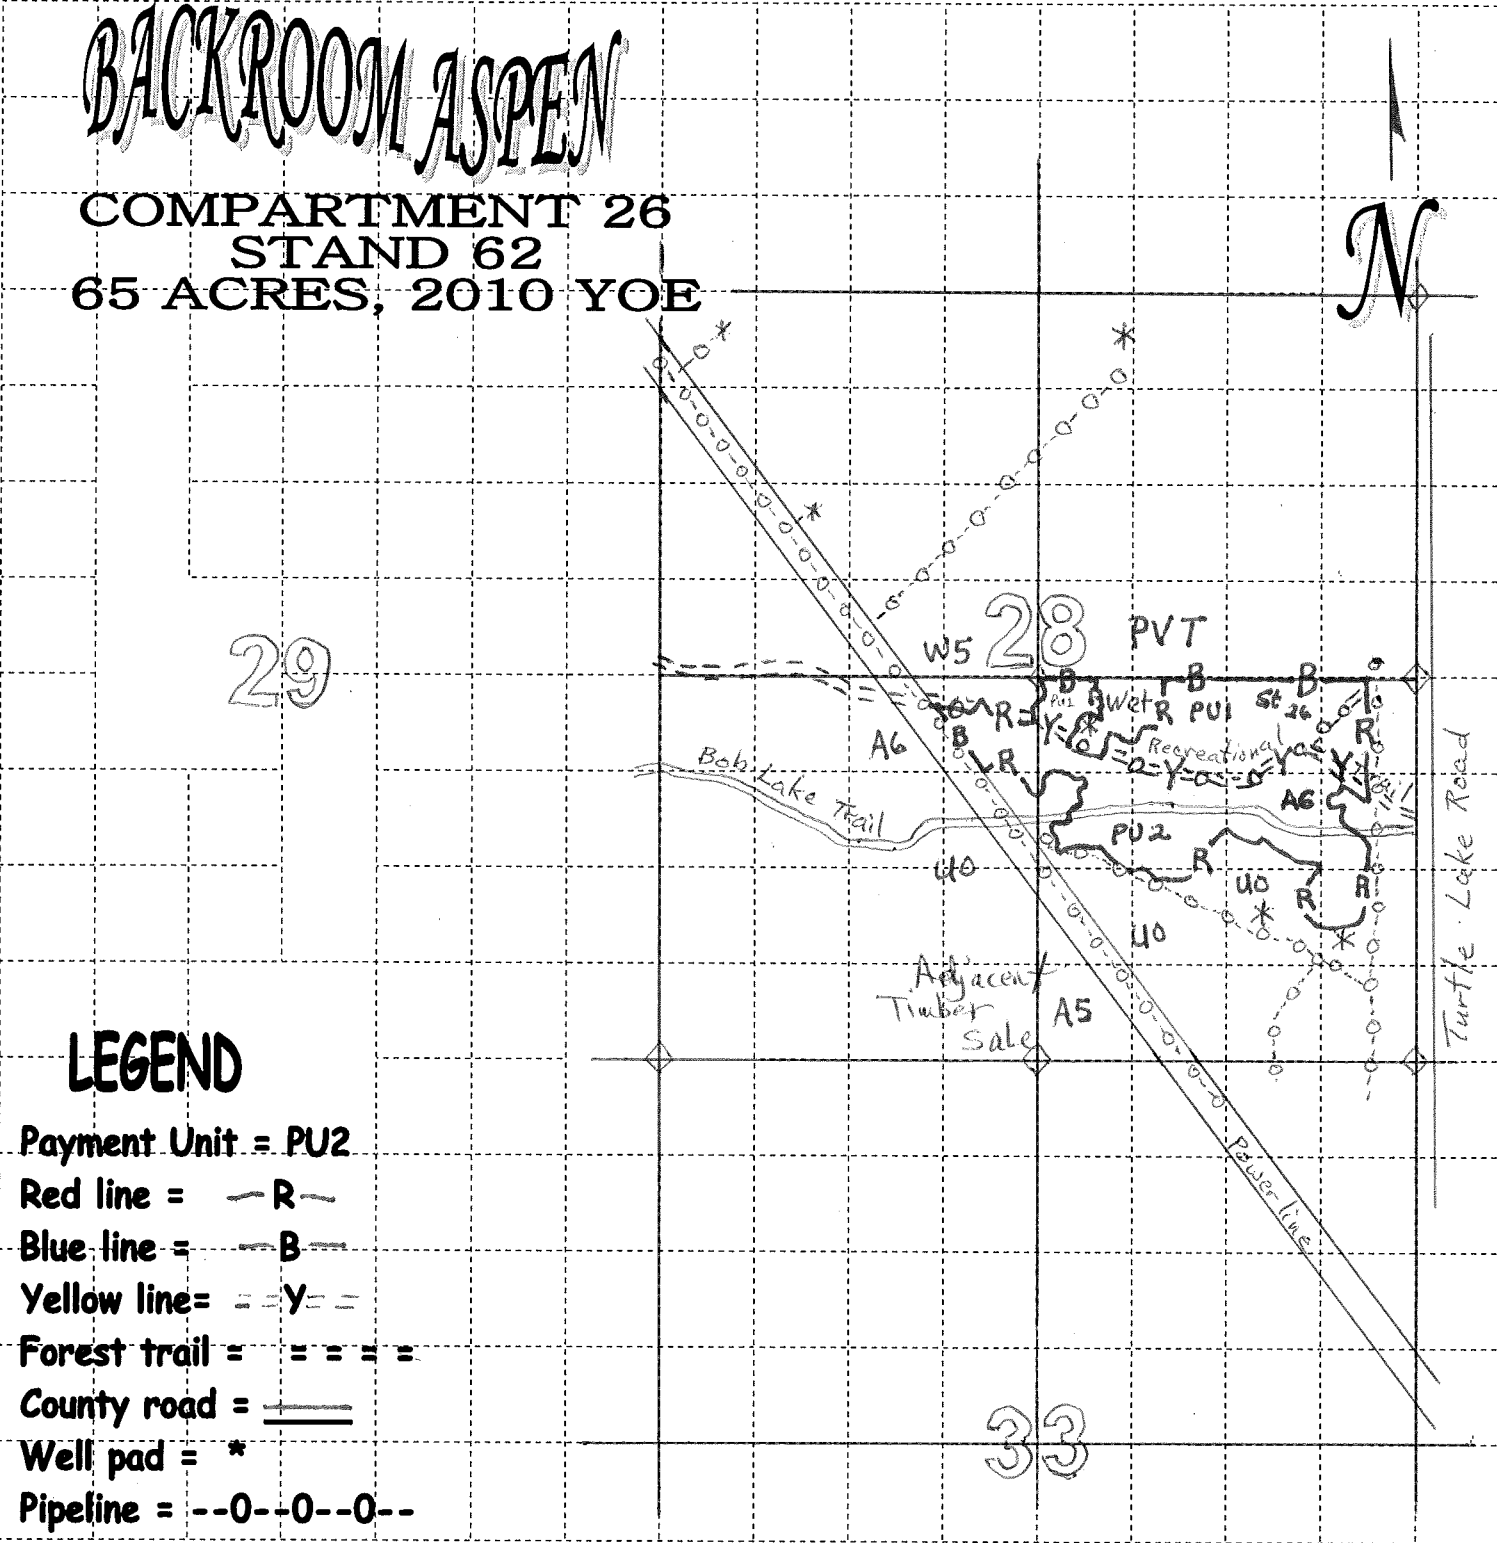 BACKROOM ASPEN
COMPARTMENT 26
STAND 62
65 ACRES, 2010 YOE
N
29
28
PVT
W5
B
B
B
PU1
R
Wet
R
PU1
St 26
R
Y
R
A6
B
Recreational
Y
Y
Y
Trail
R
A6
Bob Lake Trail
PU2
R
U0
U0
R
R
U0
Adjacent
Timber
Sale
A5
Turtle Lake Road
Power line
33
LEGEND
Payment Unit = PU2
Red line = —R—
Blue line = —B—
Yellow line= = =Y= =
Forest trail = = = = =
County road =
Well pad = *
Pipeline = --0--0--0--